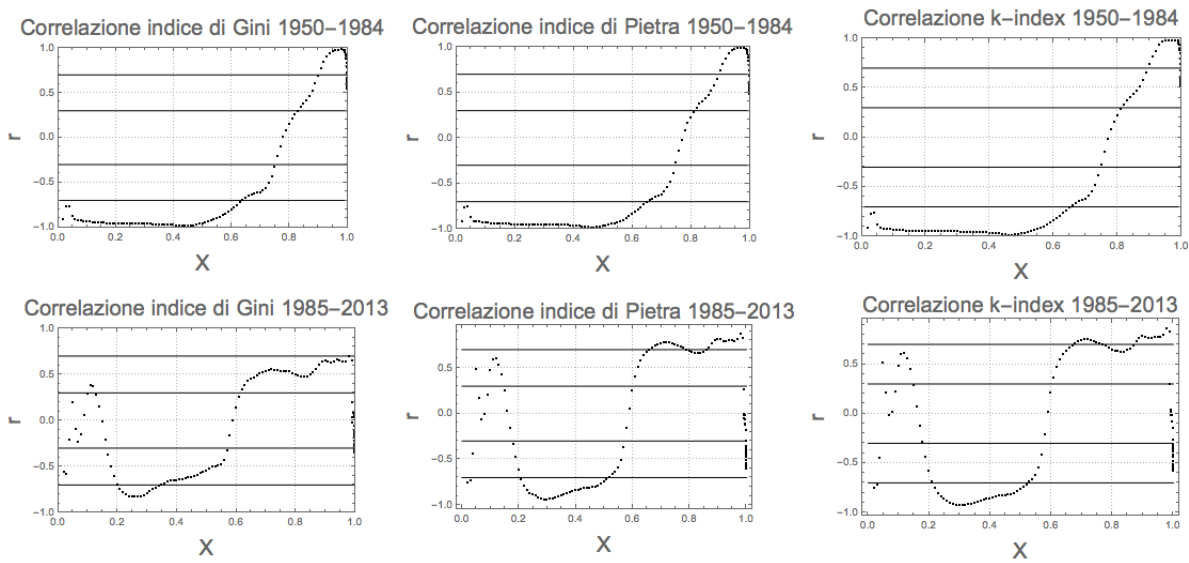 Correlazione indice di Gini 1950−1984
1.0
0.5
0.0
−0.5
−1.0
r
0.0 0.2 0.4 0.6 0.8 1.0
X
Correlazione indice di Pietra 1950−1984
1.0
0.5
0.0
−0.5
−1.0
r
0.0 0.2 0.4 0.6 0.8 1.0
X
Correlazione k−index 1950−1984
1.0
0.5
0.0
−0.5
−1.0
r
0.0 0.2 0.4 0.6 0.8 1.0
X
Correlazione indice di Gini 1985−2013
1.0
0.5
0.0
−0.5
−1.0
r
0.0 0.2 0.4 0.6 0.8 1.0
X
Correlazione indice di Pietra 1985−2013
0.5
0.0
−0.5
−1.0
r
0.0 0.2 0.4 0.6 0.8 1.0
X
Correlazione k−index 1985−2013
0.5
0.0
−0.5
−1.0
r
0.0 0.2 0.4 0.6 0.8 1.0
X